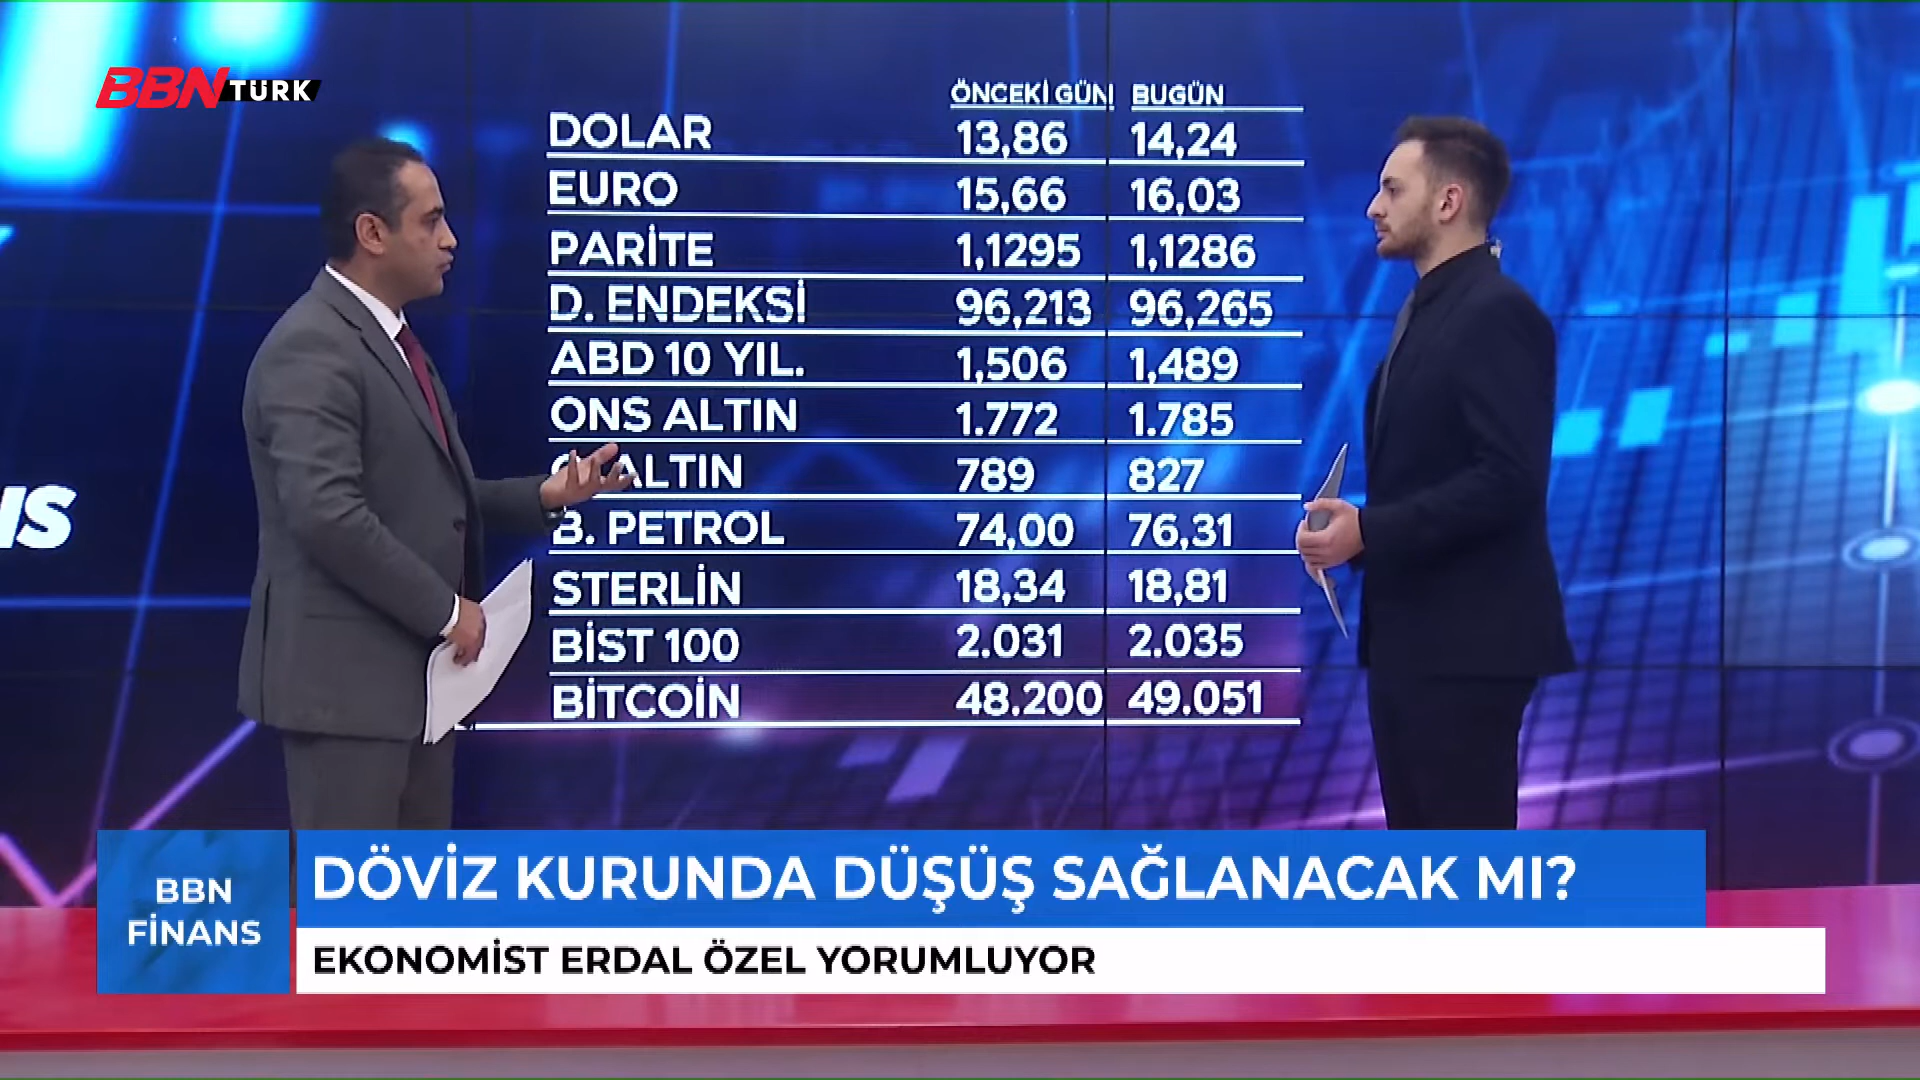 BBN TÜRK
ÖNCEKİ GÜN BUGÜN
DOLAR 13,86 14,24
EURO 15,66 16,03
PARİTE 1,1295 1,1286
D. ENDEKSİ 96,213 96,265
ABD 10 YIL. 1,506 1,489
ONS ALTIN 1.772 1.785
ALTIN 789 827
B. PETROL 74,00 76,31
STERLİN 18,34 18,81
BİST 100 2.031 2.035
BİTCOİN 48.200 49.051
BBN
FİNANS
DÖVİZ KURUNDA DÜŞÜŞ SAĞLANACAK MI?
EKONOMİST ERDAL ÖZEL YORUMLUYOR